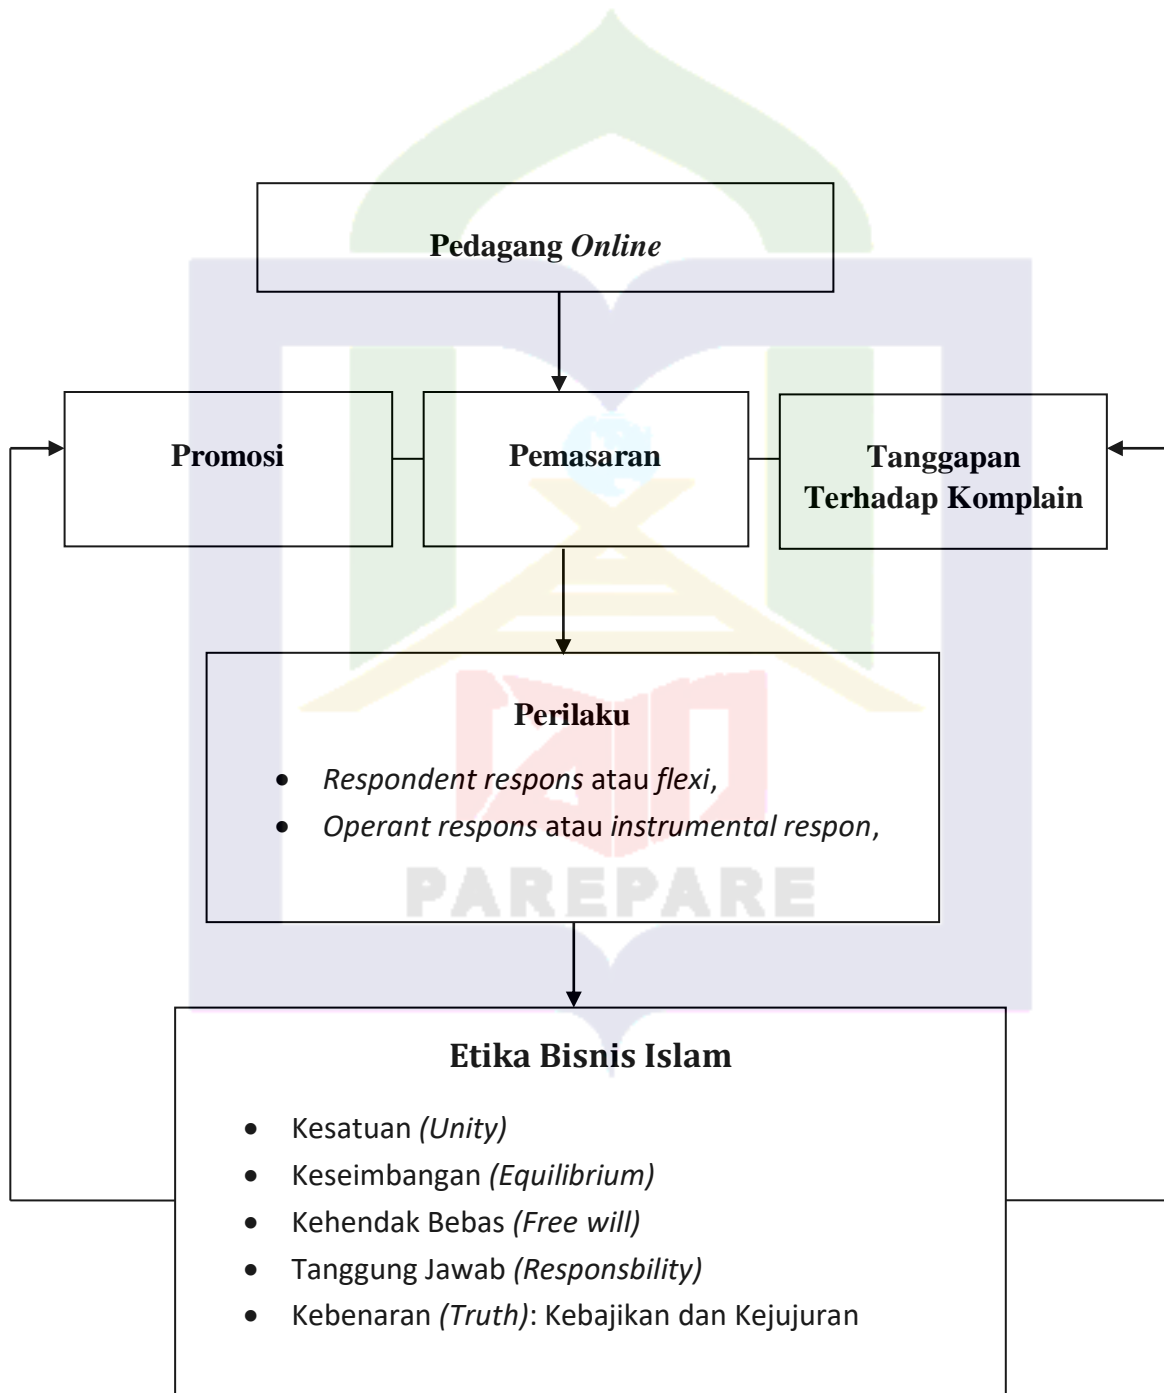 Pedagang Online
Promosi
Pemasaran
Tanggapan
Terhadap Komplain
Perilaku
• Respondent respons atau flexi,
• Operant respons atau instrumental respon,
PAREPARE
Etika Bisnis Islam
• Kesatuan (Unity)
• Keseimbangan (Equilibrium)
• Kehendak Bebas (Free will)
• Tanggung Jawab (Responsbility)
• Kebenaran (Truth): Kebajikan dan Kejujuran